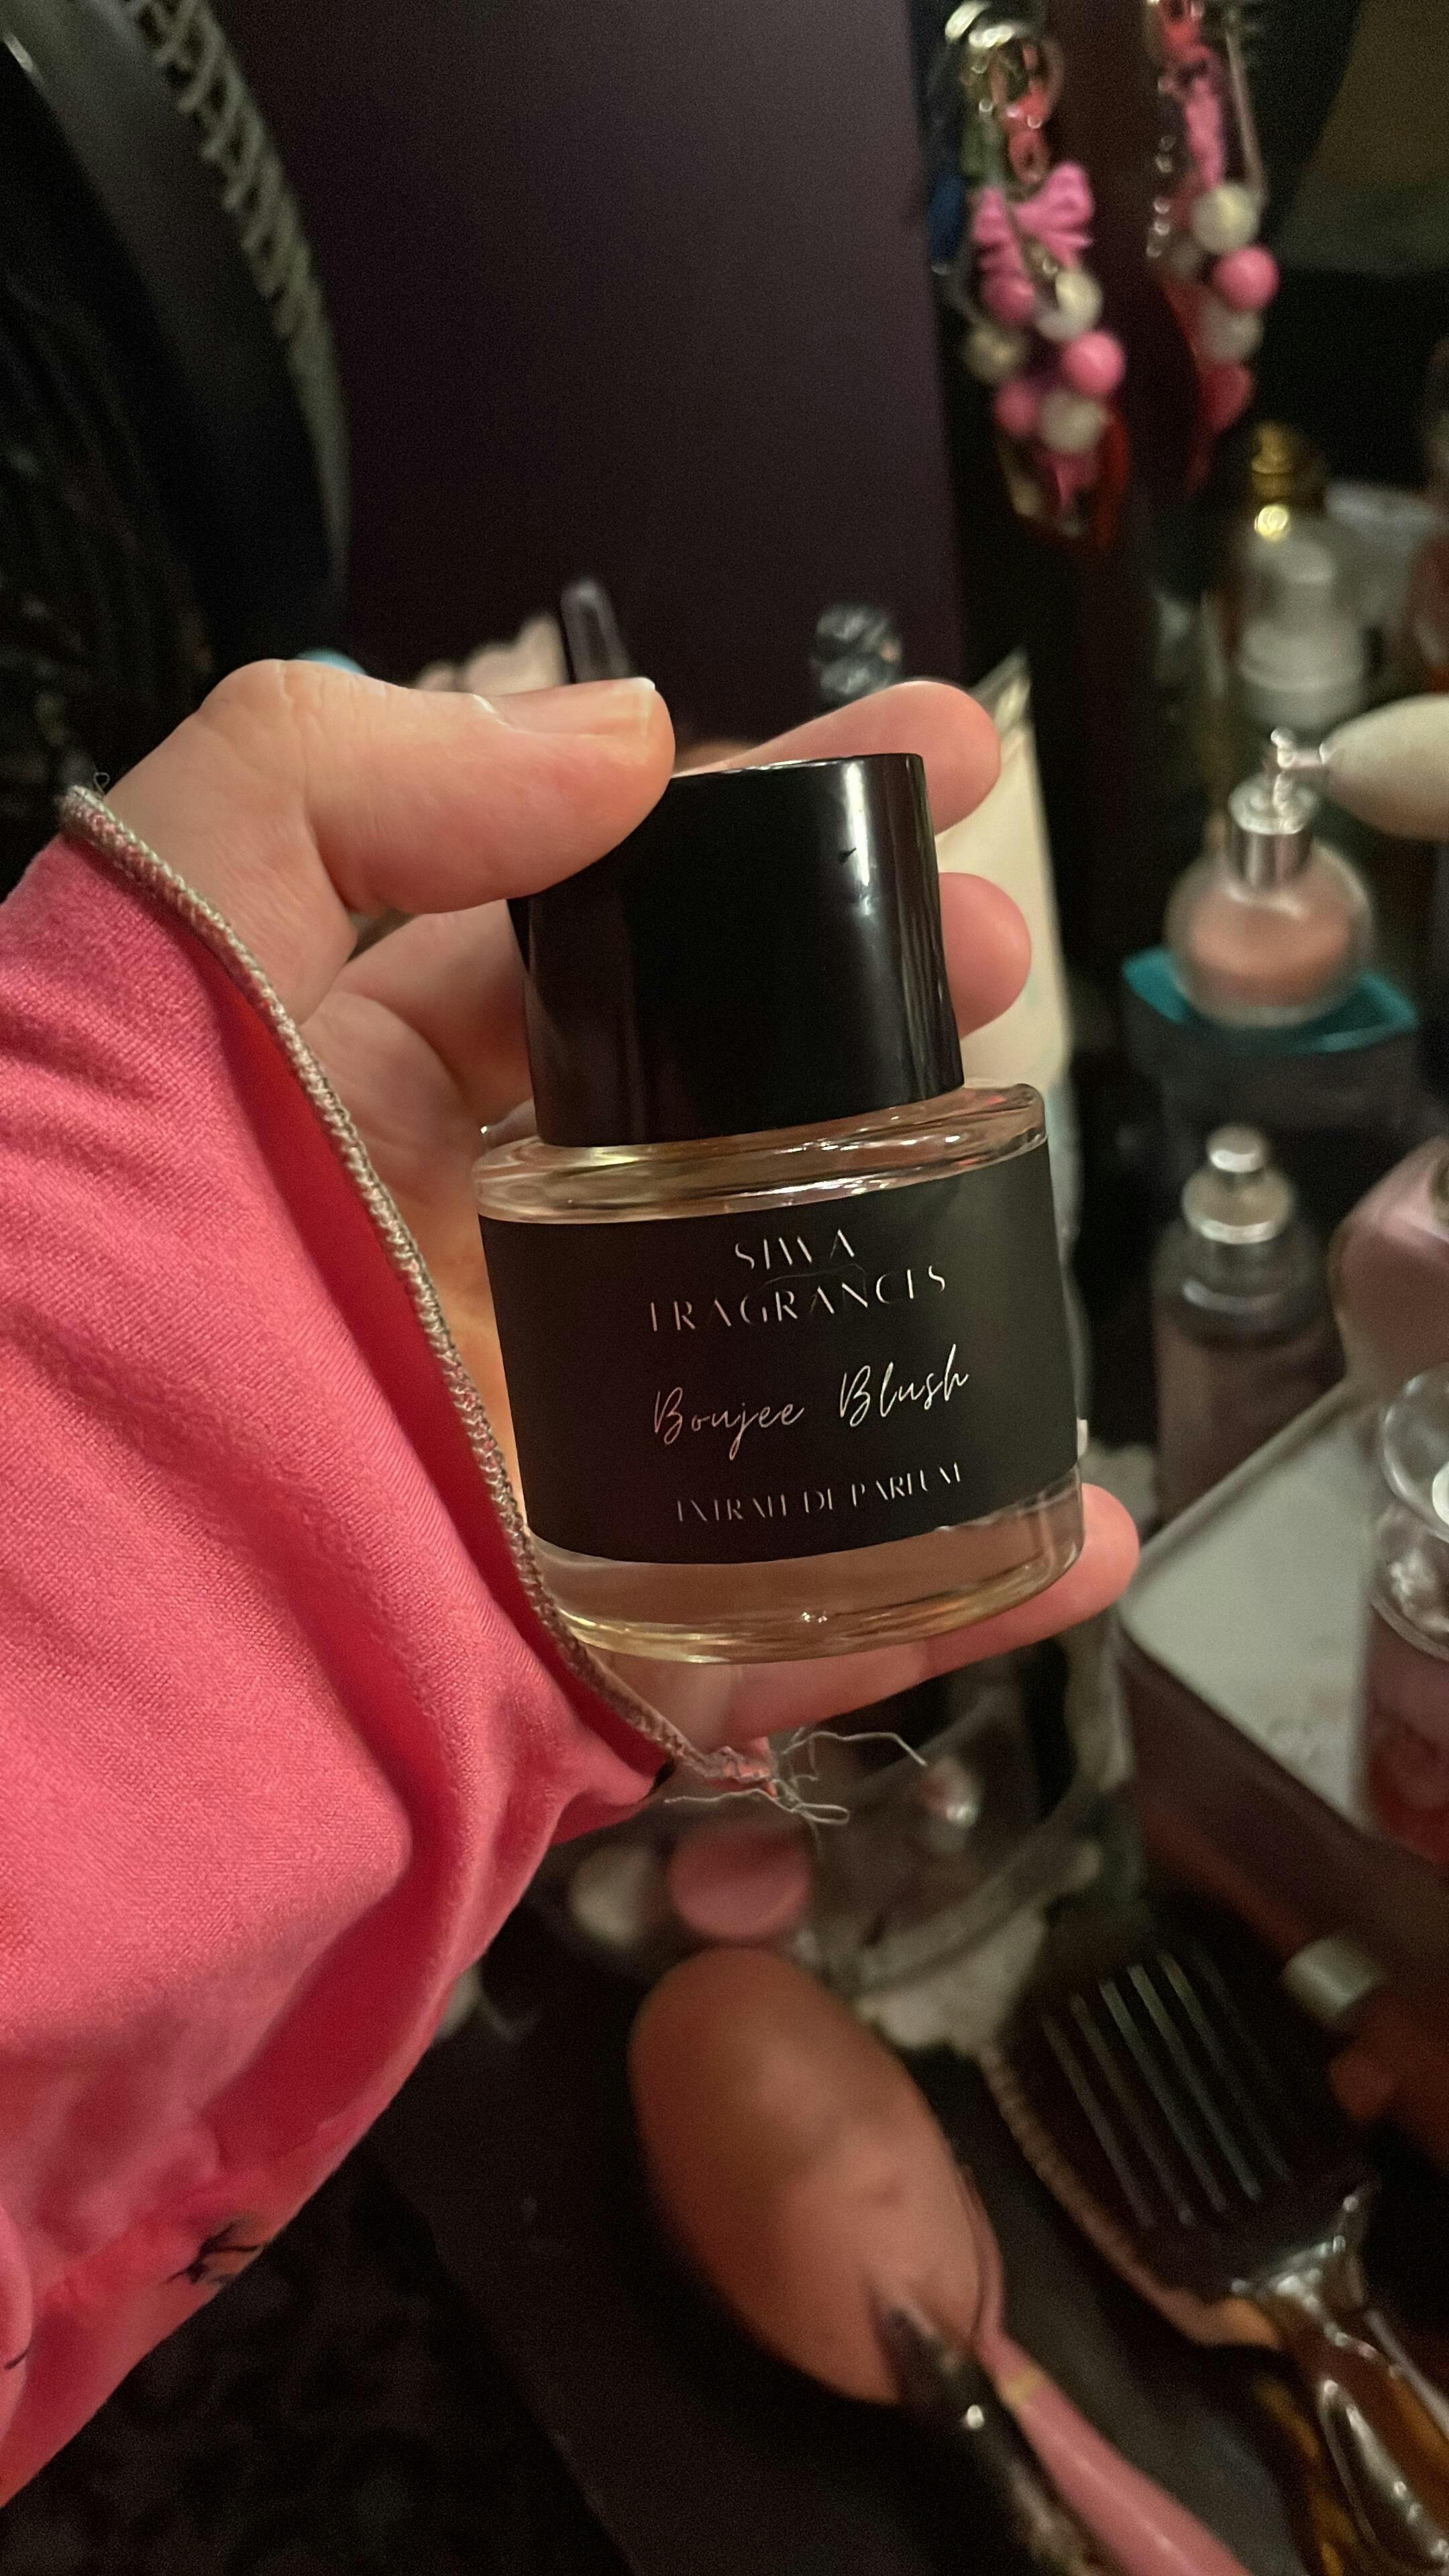 SIWA
FRAGRANCES
Boujee Blush
EXTRAIT DE PARFUM